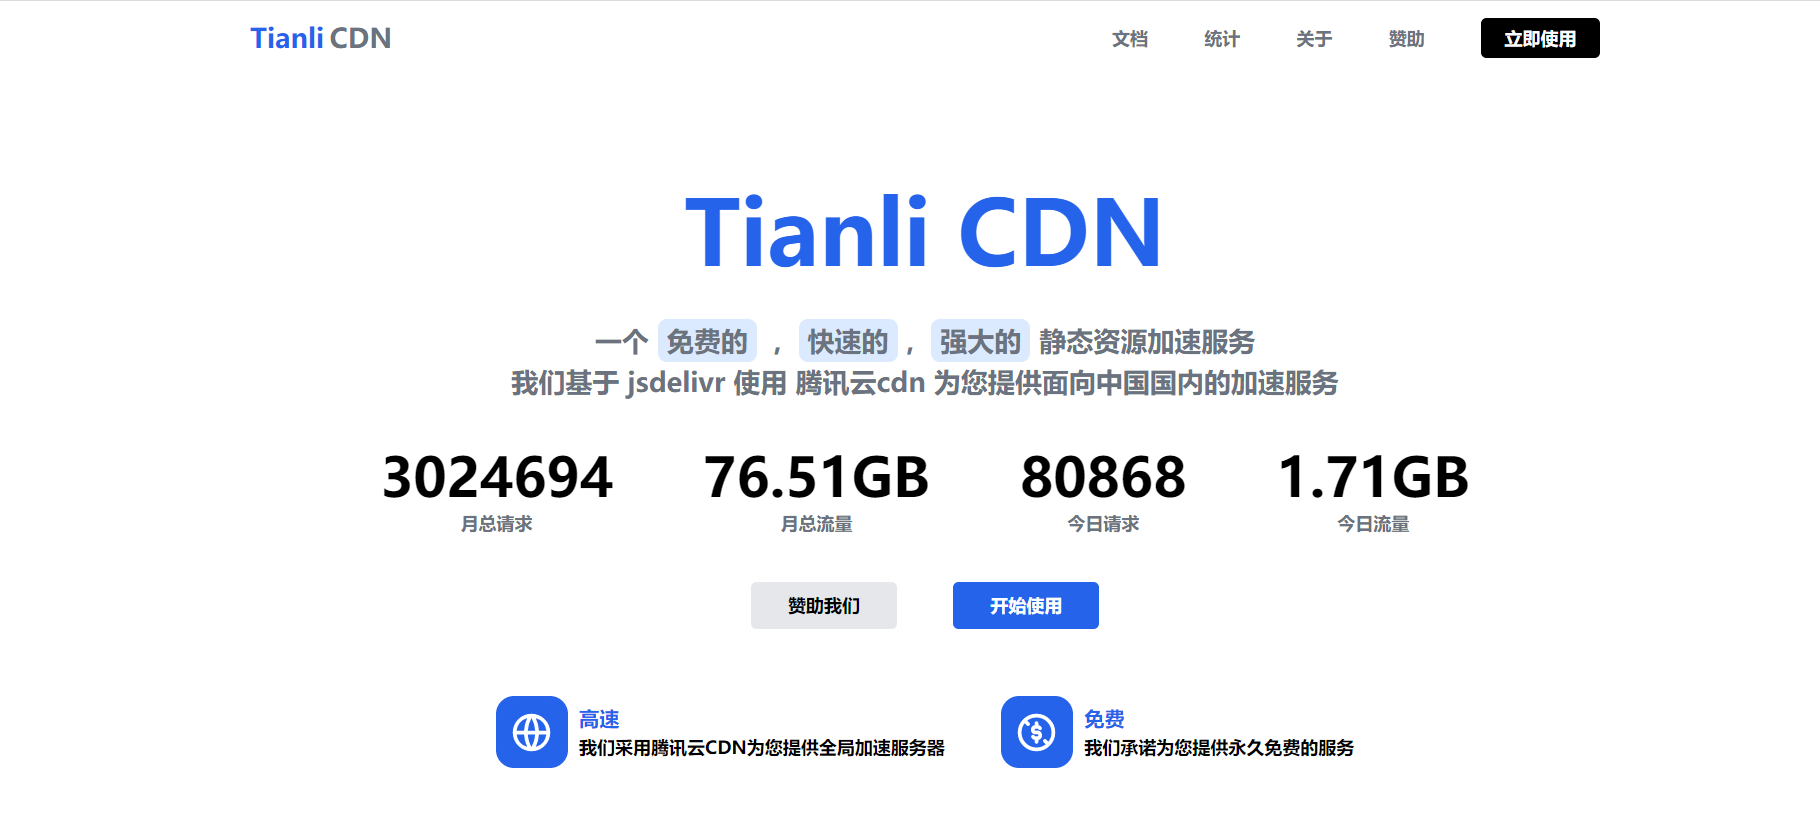 Tianli CDN 文档 统计 关于 赞助 立即使用
Tianli CDN
一个 免费的 ， 快速的 ， 强大的 静态资源加速服务
我们基于 jsdelivr 使用 腾讯云cdn 为您提供面向中国国内的加速服务
3024694 76.51GB 80868 1.71GB
月总请求 月总流量 今日请求 今日流量
赞助我们 开始使用
高速 免费
我们采用腾讯云CDN为您提供全局加速服务器 我们承诺为您提供永久免费的服务